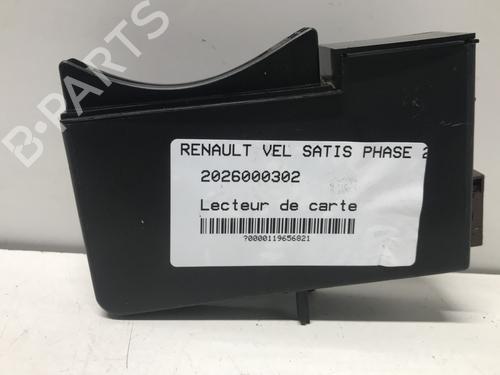 B-PARTS
RENAULT VEL SATIS PHASE 2
2026000302
Lecteur de carte
?0000119656821